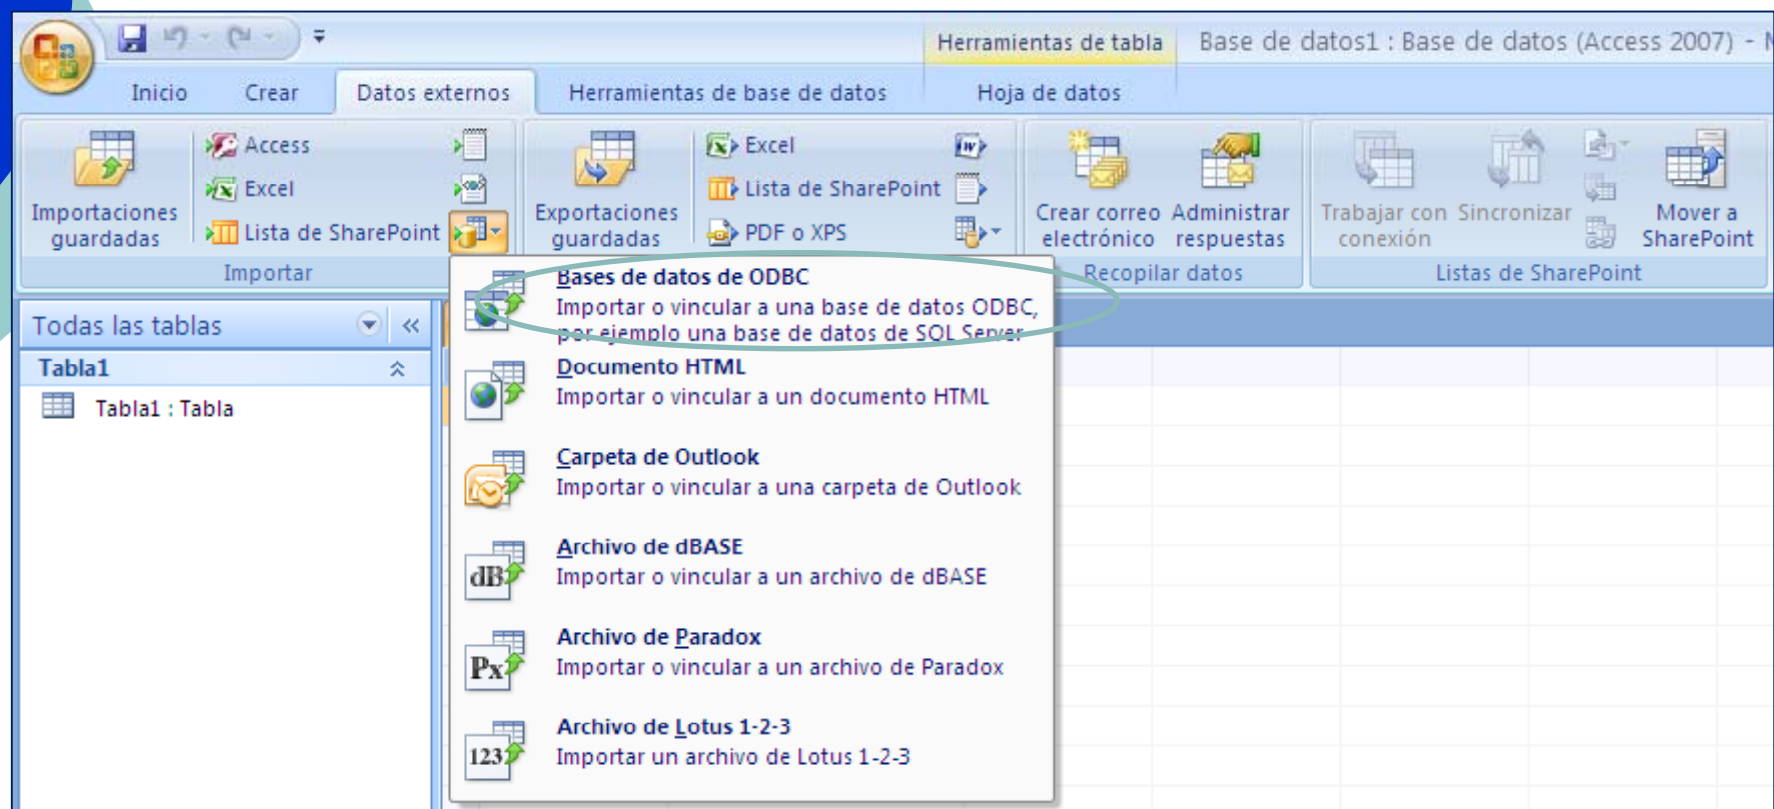 Herramientas de tabla
Base de datos1 : Base de datos (Access 2007) -
Inicio
Crear
Datos externos
Herramientas de base de datos
Hoja de datos
Importaciones guardadas
Access
Excel
Lista de SharePoint
Importar
Exportaciones guardadas
Excel
Lista de SharePoint
PDF o XPS
Crear correo electrónico
Administrar respuestas
Recopilar datos
Trabajar con conexión
Sincronizar
Mover a SharePoint
Listas de SharePoint
Todas las tablas
Tabla1
Tabla1 : Tabla
Bases de datos de ODBC
Importar o vincular a una base de datos ODBC,
por ejemplo una base de datos de SQL Server
Documento HTML
Importar o vincular a un documento HTML
Carpeta de Outlook
Importar o vincular a una carpeta de Outlook
dB
Archivo de dBASE
Importar o vincular a un archivo de dBASE
Px
Archivo de Paradox
Importar o vincular a un archivo de Paradox
123
Archivo de Lotus 1-2-3
Importar un archivo de Lotus 1-2-3